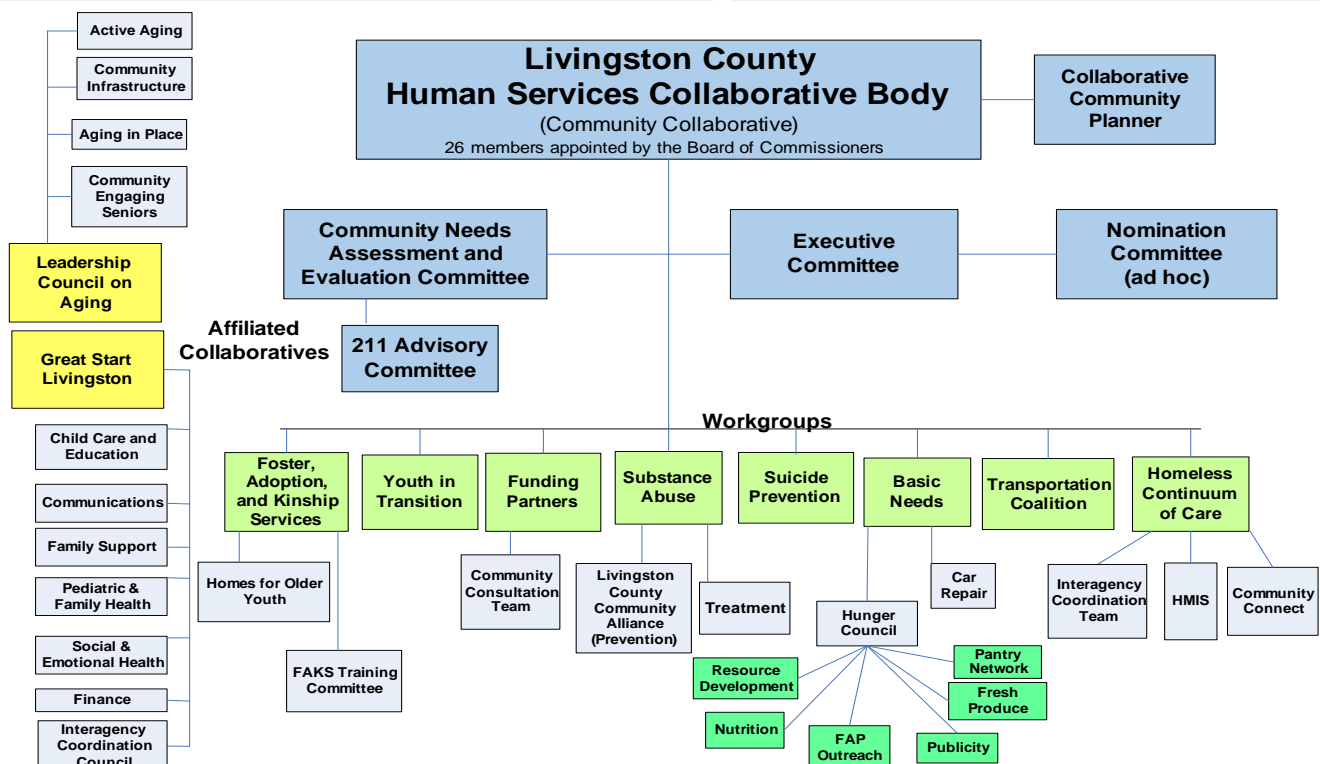 Active Aging
Community
Infrastructure
Aging in Place
Community
Engaging
Seniors
Leadership
Council on
Aging
Great Start
Livingston
Affiliated
Collaboratives
Child Care and
Education
Communications
Family Support
Pediatric &
Family Health
Social &
Emotional Health
Finance
Interagency
Coordination
Council
Livingston County
Human Services Collaborative Body
(Community Collaborative)
26 members appointed by the Board of Commissioners
Collaborative
Community
Planner
Community Needs
Assessment and
Evaluation Committee
Executive
Committee
Nomination
Committee
(ad hoc)
211 Advisory
Committee
Workgroups
Foster,
Adoption,
and Kinship
Services
Youth in
Transition
Funding
Partners
Substance
Abuse
Suicide
Prevention
Basic
Needs
Transportation
Coalition
Homeless
Continuum
of Care
Homes for Older
Youth
FAKS Training
Committee
Community
Consultation
Team
Livingston
County
Community
Alliance
(Prevention)
Treatment
Hunger
Council
Car
Repair
Interagency
Coordination
Team
HMIS
Community
Connect
Resource
Development
Nutrition
FAP
Outreach
Publicity
Fresh
Produce
Pantry
Network